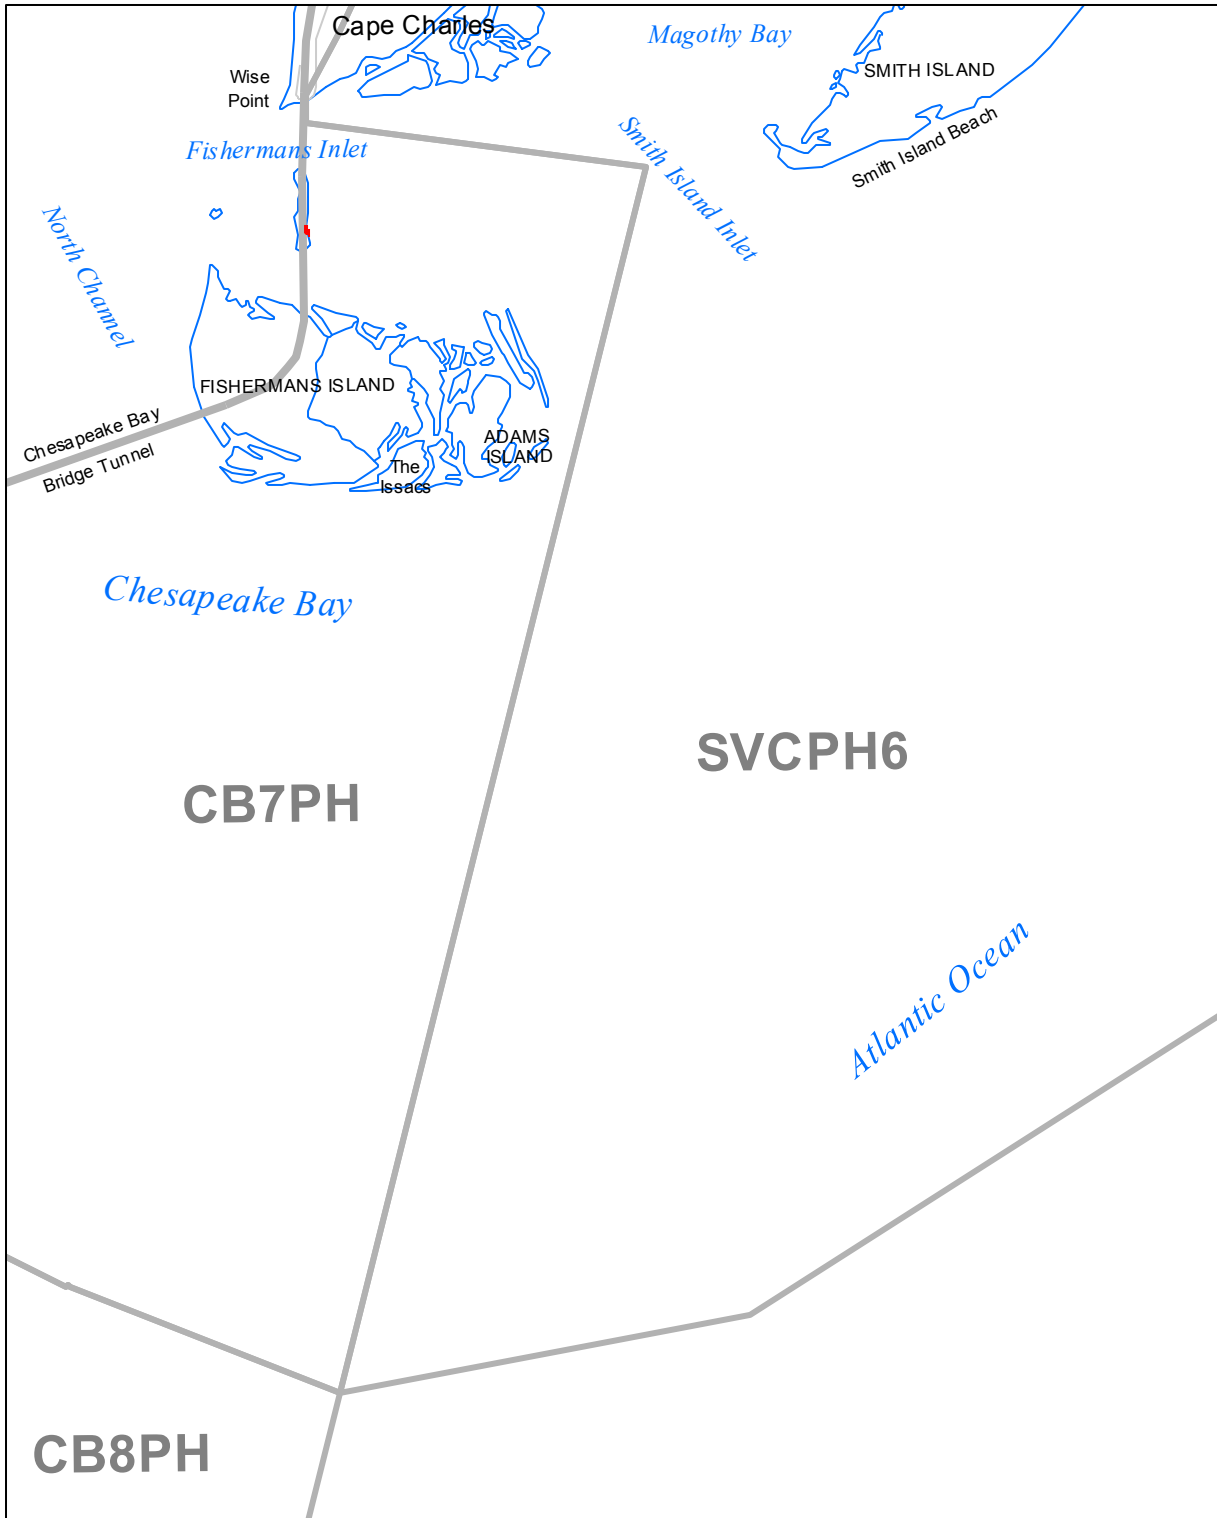 Cape Charles
Magothy Bay
Wise
Point
SMITH ISLAND
Fishermans Inlet
Smith Island Inlet
Smith Island Beach
North Channel
FISHERMANS ISLAND
Chesapeake Bay
Bridge Tunnel
ADAMS
ISLAND
The
Issacs
Chesapeake Bay
SVCPH6
CB7PH
Atlantic Ocean
CB8PH